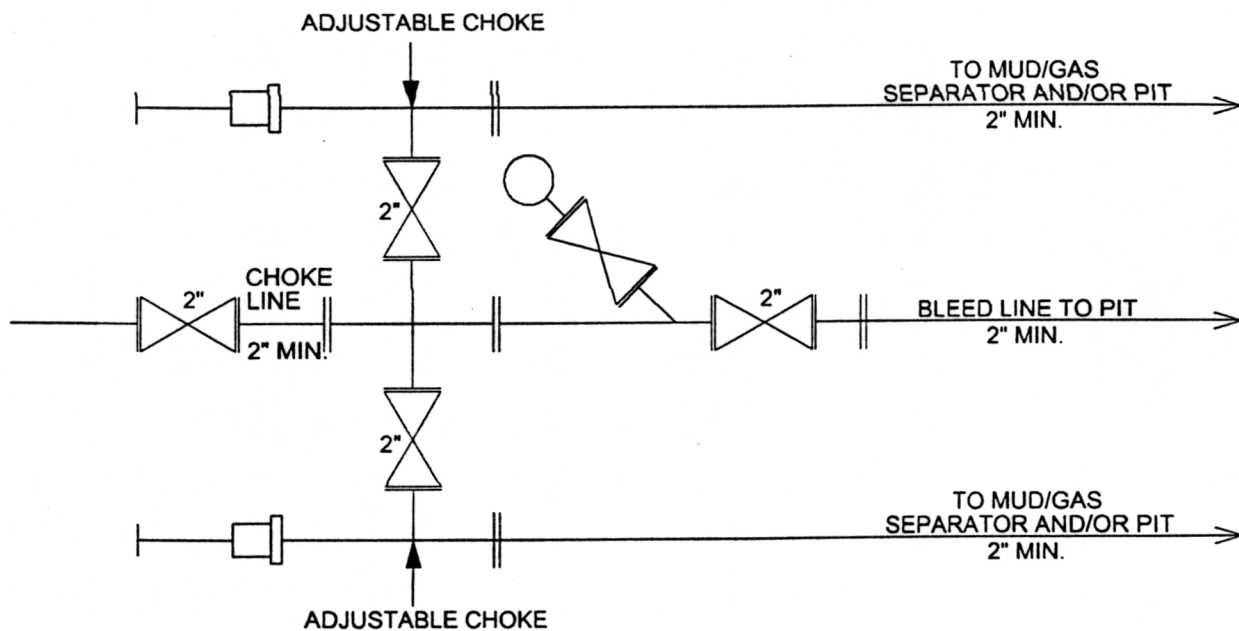 ADJUSTABLE CHOKE
TO MUD/GAS
SEPARATOR AND/OR PIT
2" MIN.
2"
CHOKE
LINE
2"
2" MIN.
2"
BLEED LINE TO PIT
2" MIN.
2"
TO MUD/GAS
SEPARATOR AND/OR PIT
2" MIN.
ADJUSTABLE CHOKE